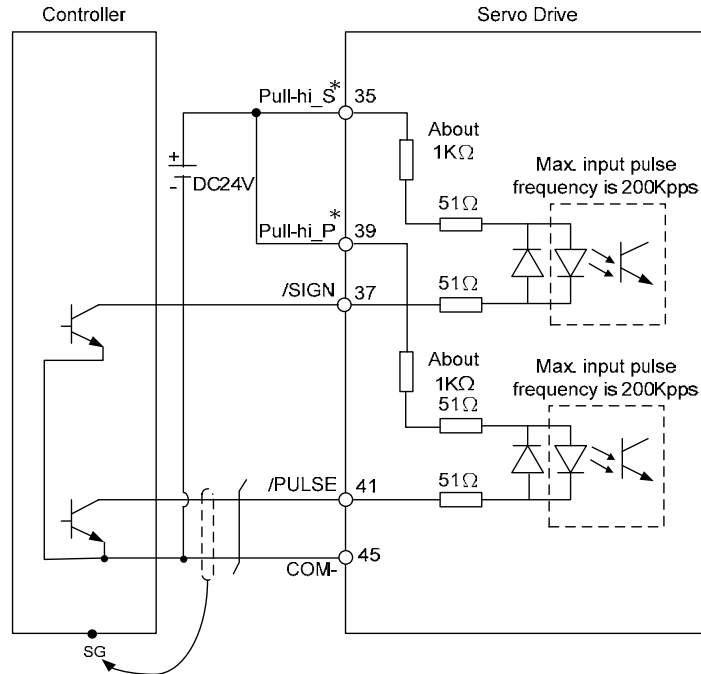 Controller
Servo Drive
Pull-hi_S*
35
About
1KΩ
Max. input pulse
frequency is 200Kpps
+
-
DC24V
51Ω
Pull-hi_P*
39
/SIGN
37
51Ω
About
1KΩ
Max. input pulse
frequency is 200Kpps
51Ω
/PULSE
41
51Ω
45
COM-
SG